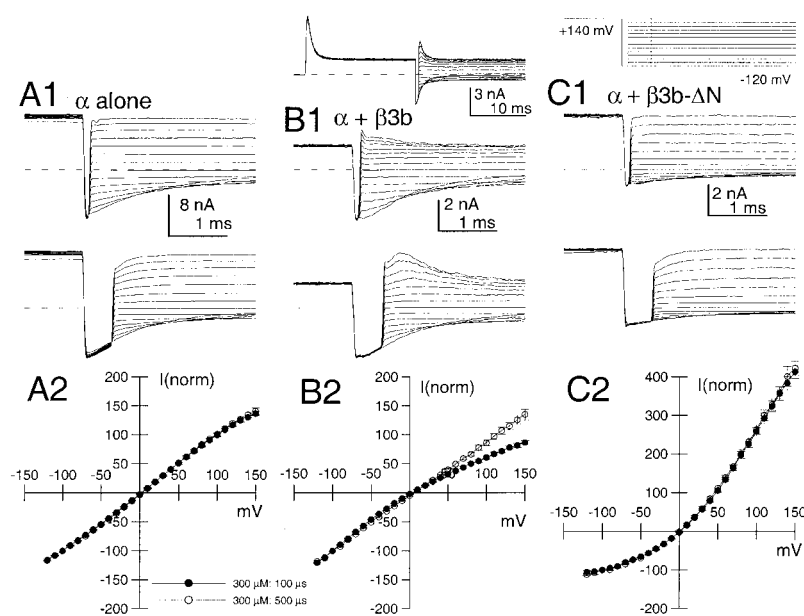 +140 mV
-120 mV
3 nA
10 ms
A1 α alone
B1 α + β3b
C1 α + β3b-ΔN
8 nA
1 ms
2 nA
1 ms
2 nA
1 ms
A2
I(norm)
200
150
100
50
-50
-100
-150
-200
-150 -100 -50 0 50 100 150
mV
B2
I(norm)
200
150
100
50
-50
-100
-150
-200
-150 -100 -50 0 50 100 150
mV
C2
I(norm)
400
300
200
100
-100
-200
-150 -100 -50 0 50 100 150
mV
300 μM: 100 μs
300 μM: 500 μs